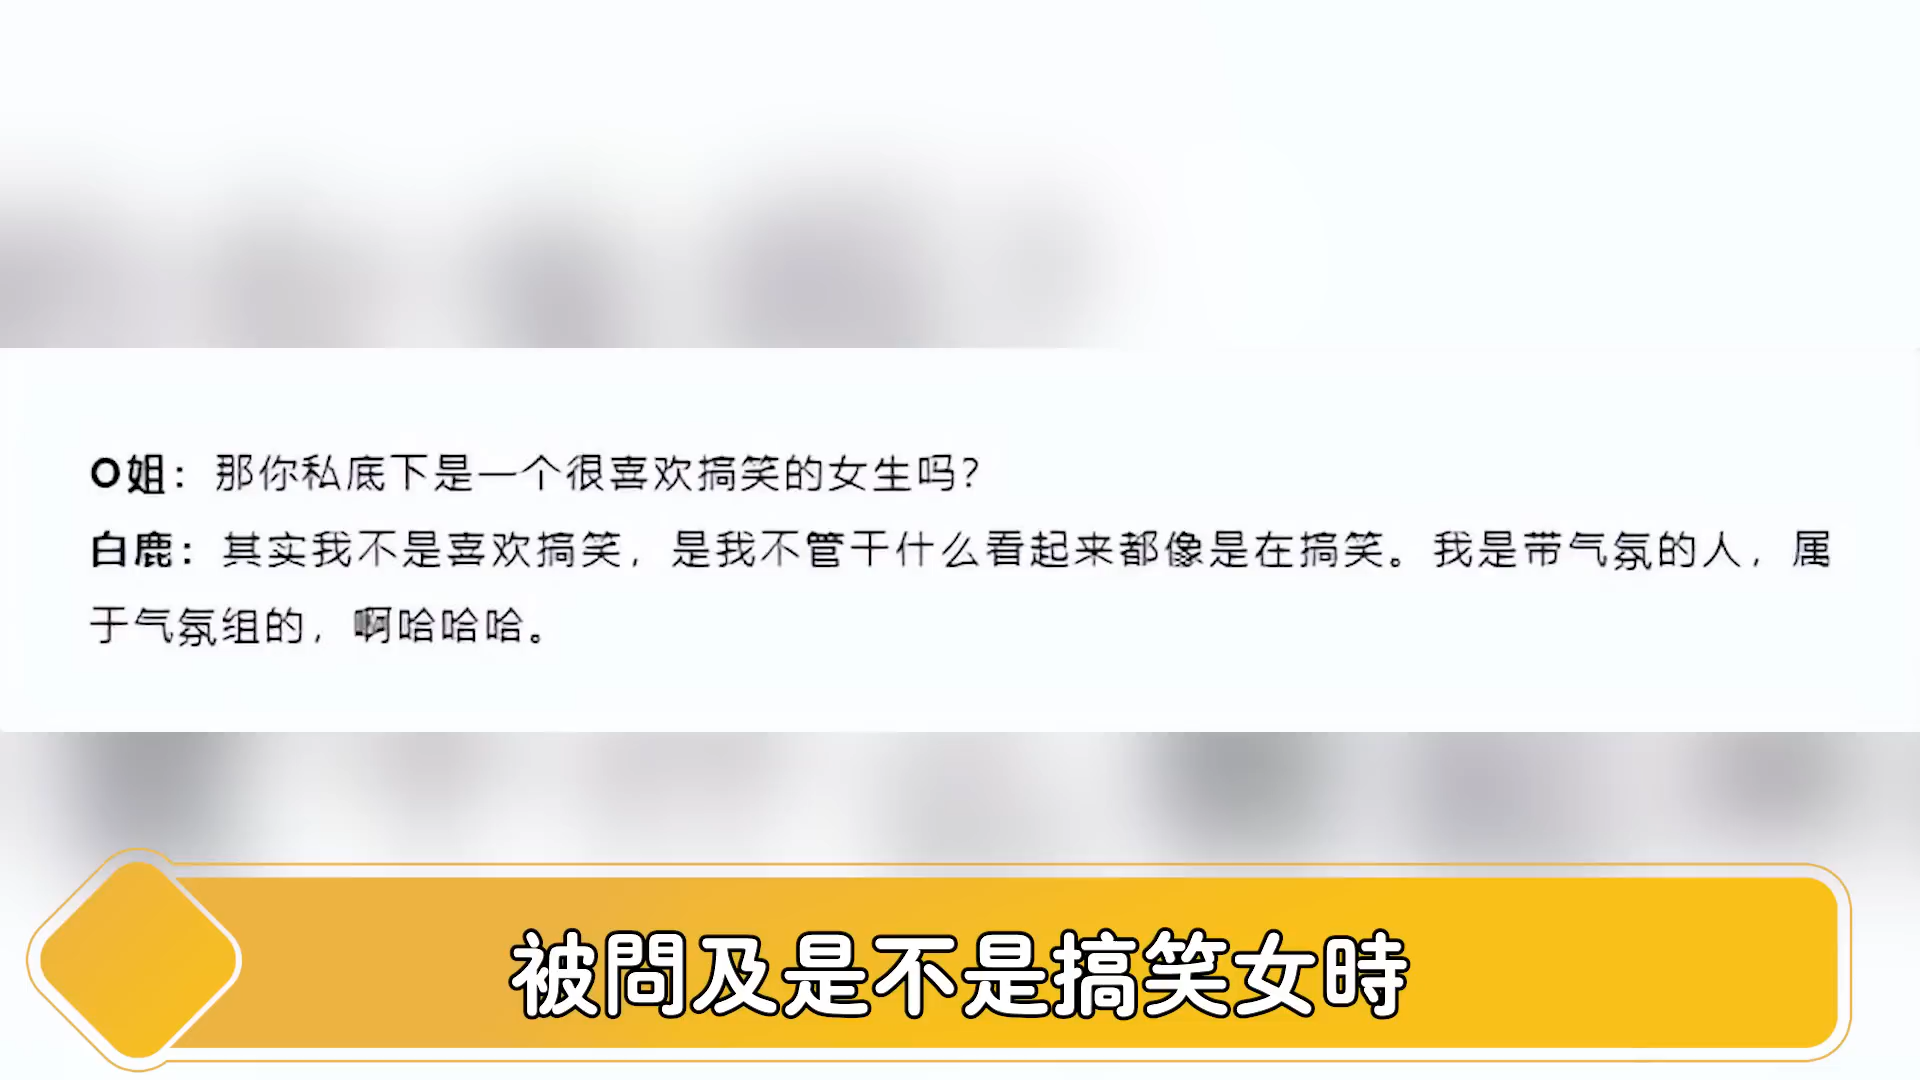 O姐：那你私底下是一个很喜欢搞笑的女生吗？
白鹿：其实我不是喜欢搞笑，是我不管干什么看起来都像是在搞笑。我是带气氛的人，属
于气氛组的，啊哈哈哈。
被問及是不是搞笑女時